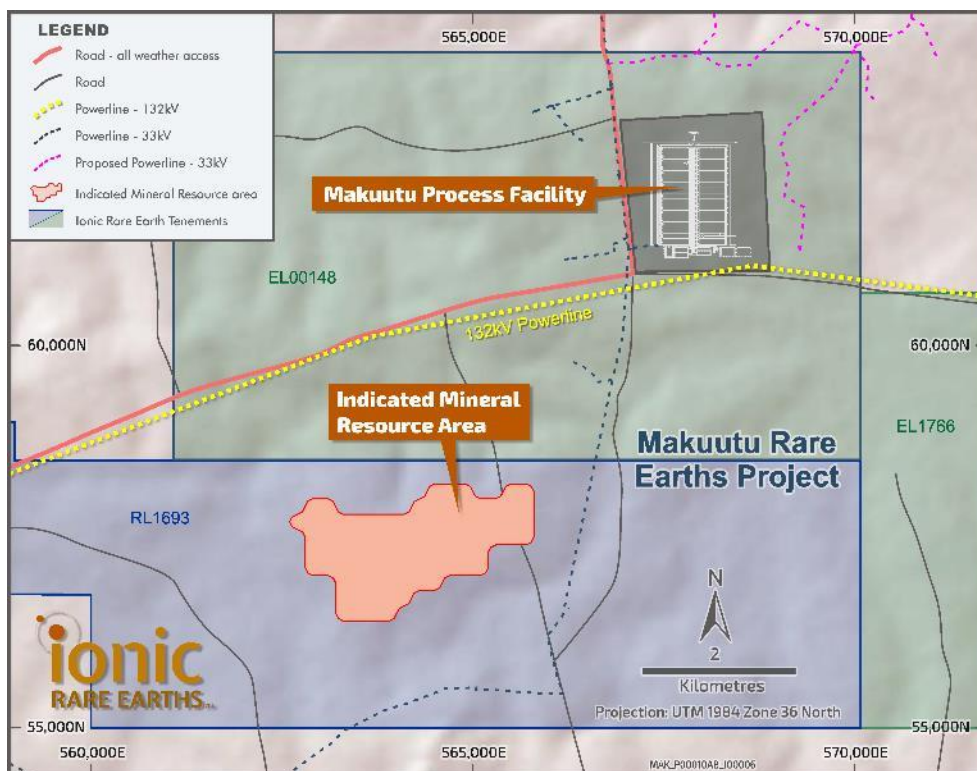 LEGEND
Road - all weather access
Road
Powerline - 132kV
Powerline - 33kV
Proposed Powerline - 33kV
Indicated Mineral Resource area
Ionic Rare Earth Tenements
565,000E
570,000E
Makuutu Process Facility
EL00148
132kV Powerline
60,000N
60,000N
Indicated Mineral
Resource Area
EL1766
Makuutu Rare
Earths Project
RL1693
N
2
Kilometres
Projection: UTM 1984 Zone 36 North
ionic
RARE EARTHS
55,000N
55,000N
560,000E
565,000E
570,000E